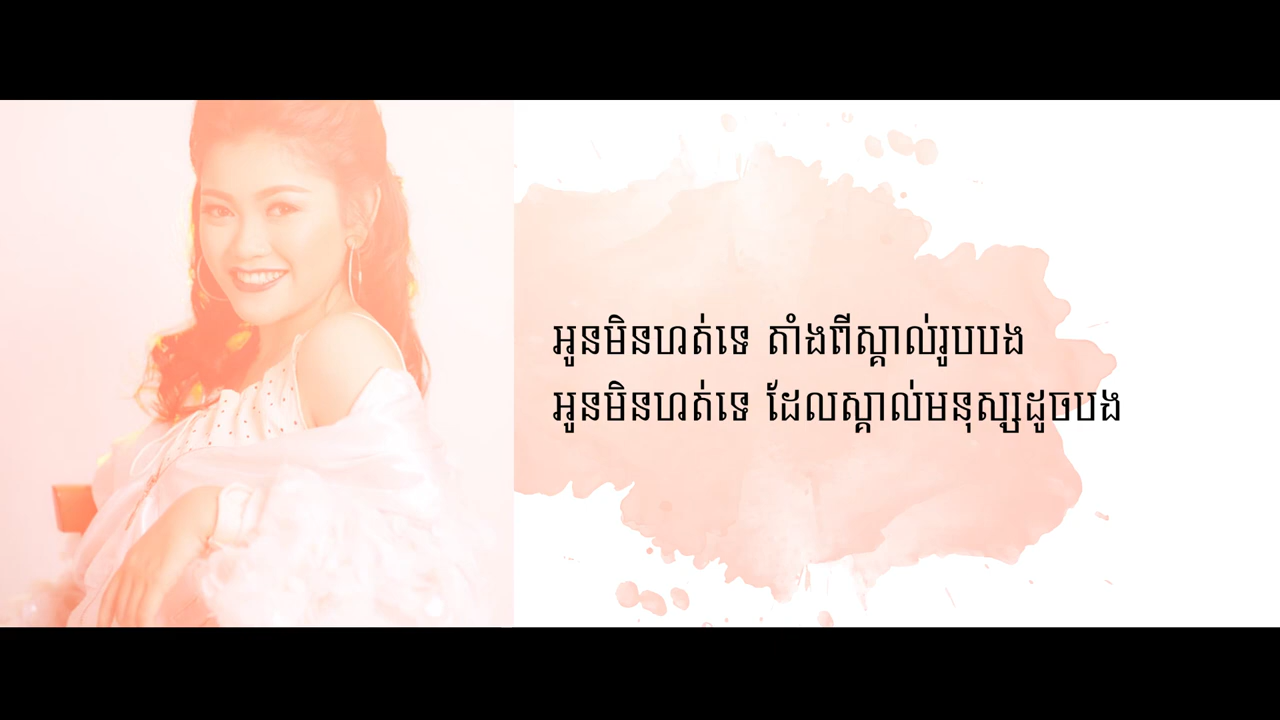 អូនមិនហត់ទេ តាំងពីស្គាល់រូបបង
អូនមិនហត់ទេ ដែលស្គាល់មនុស្សដូចបង